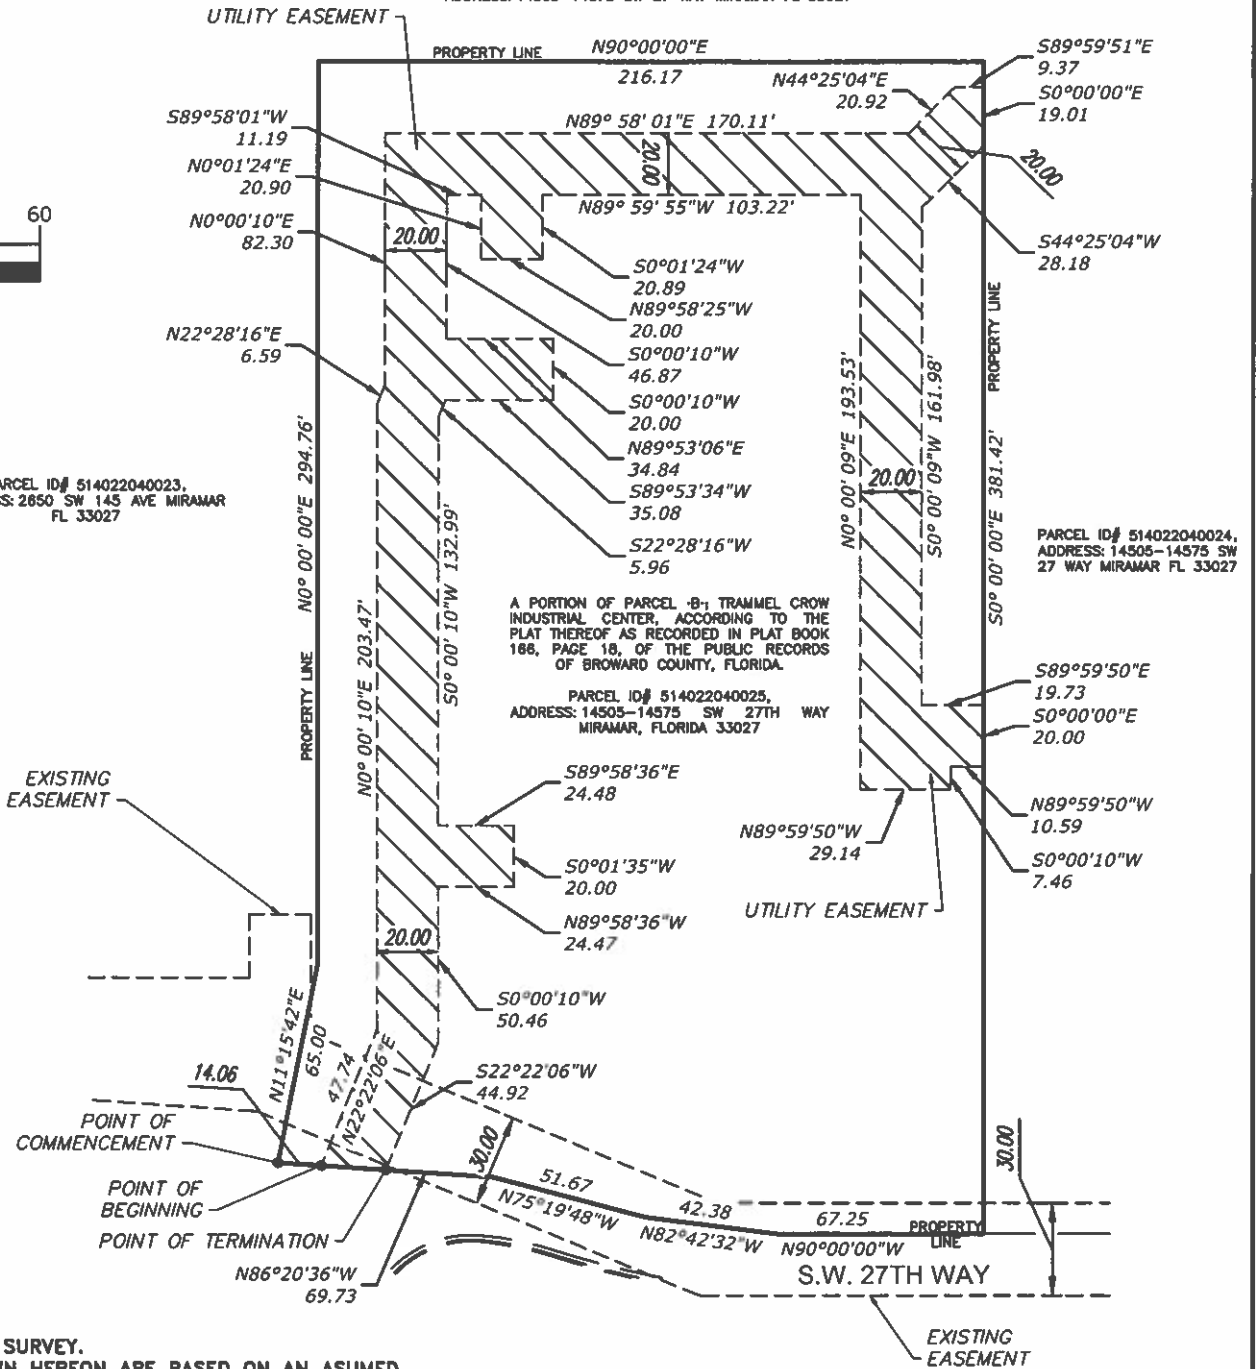 UTILITY EASEMENT
PROPERTY LINE
N90°00'00"E
216.17
S89°59'51"E
9.37
N44°25'04"E
20.92
S0°00'00"E
19.01
S89°58'01"W
11.19
N89° 58' 01"E 170.11'
20.00
20.00
N0°01'24"E
20.90
N89° 59' 55"W 103.22'
60
N0°00'10"E
82.30
20.00
S44°25'04"W
28.18
S0°01'24"W
20.89
N89°58'25"W
20.00
S0°00'10"W
46.87
N22°28'16"E
6.59
S0°00'10"W
20.00
N89°53'06"E
34.84
S89°53'34"W
35.08
S22°28'16"W
5.96
N0° 00' 09"E 193.53'
20.00
S0° 00' 09"W 161.98'
PROPERTY LINE
S0° 00' 00"E 381.42'
N0° 00' 00"E 294.76'
PROPERTY LINE
ARCEL ID# 514022040023,
SS: 2650 SW 145 AVE MIRAMAR
FL 33027
S0° 00' 10"W 132.99'
N0° 00' 10"E 203.47'
PARCEL ID# 514022040024,
ADDRESS: 14505-14575 SW
27 WAY MIRAMAR FL 33027
A PORTION OF PARCEL -B-; TRAMMEL CROW
INDUSTRIAL CENTER, ACCORDING TO THE
PLAT THEREOF AS RECORDED IN PLAT BOOK
166, PAGE 18, OF THE PUBLIC RECORDS
OF BROWARD COUNTY, FLORIDA.
PARCEL ID# 514022040025,
ADDRESS: 14505-14575 SW 27TH WAY
MIRAMAR, FLORIDA 33027
S89°59'50"E
19.73
S0°00'00"E
20.00
EXISTING
EASEMENT
S89°58'36"E
24.48
N89°59'50"W
10.59
N89°59'50"W
29.14
S0°00'10"W
7.46
S0°01'35"W
20.00
N89°58'36"W
24.47
UTILITY EASEMENT
20.00
S0°00'10"W
50.46
N11°15'42"E
65.00
47.74
N22°22'06"E
S22°22'06"W
44.92
14.06
POINT OF
COMMENCEMENT
POINT OF
BEGINNING
POINT OF TERMINATION
N86°20'36"W
69.73
30.00
51.67
N75°19'48"W
42.38
N82°42'32"W
67.25
N90°00'00"W
PROPERTY
LINE
30.00
S.W. 27TH WAY
EXISTING
EASEMENT
SURVEY.
N HEREON ARE BASED ON AN ASUMED